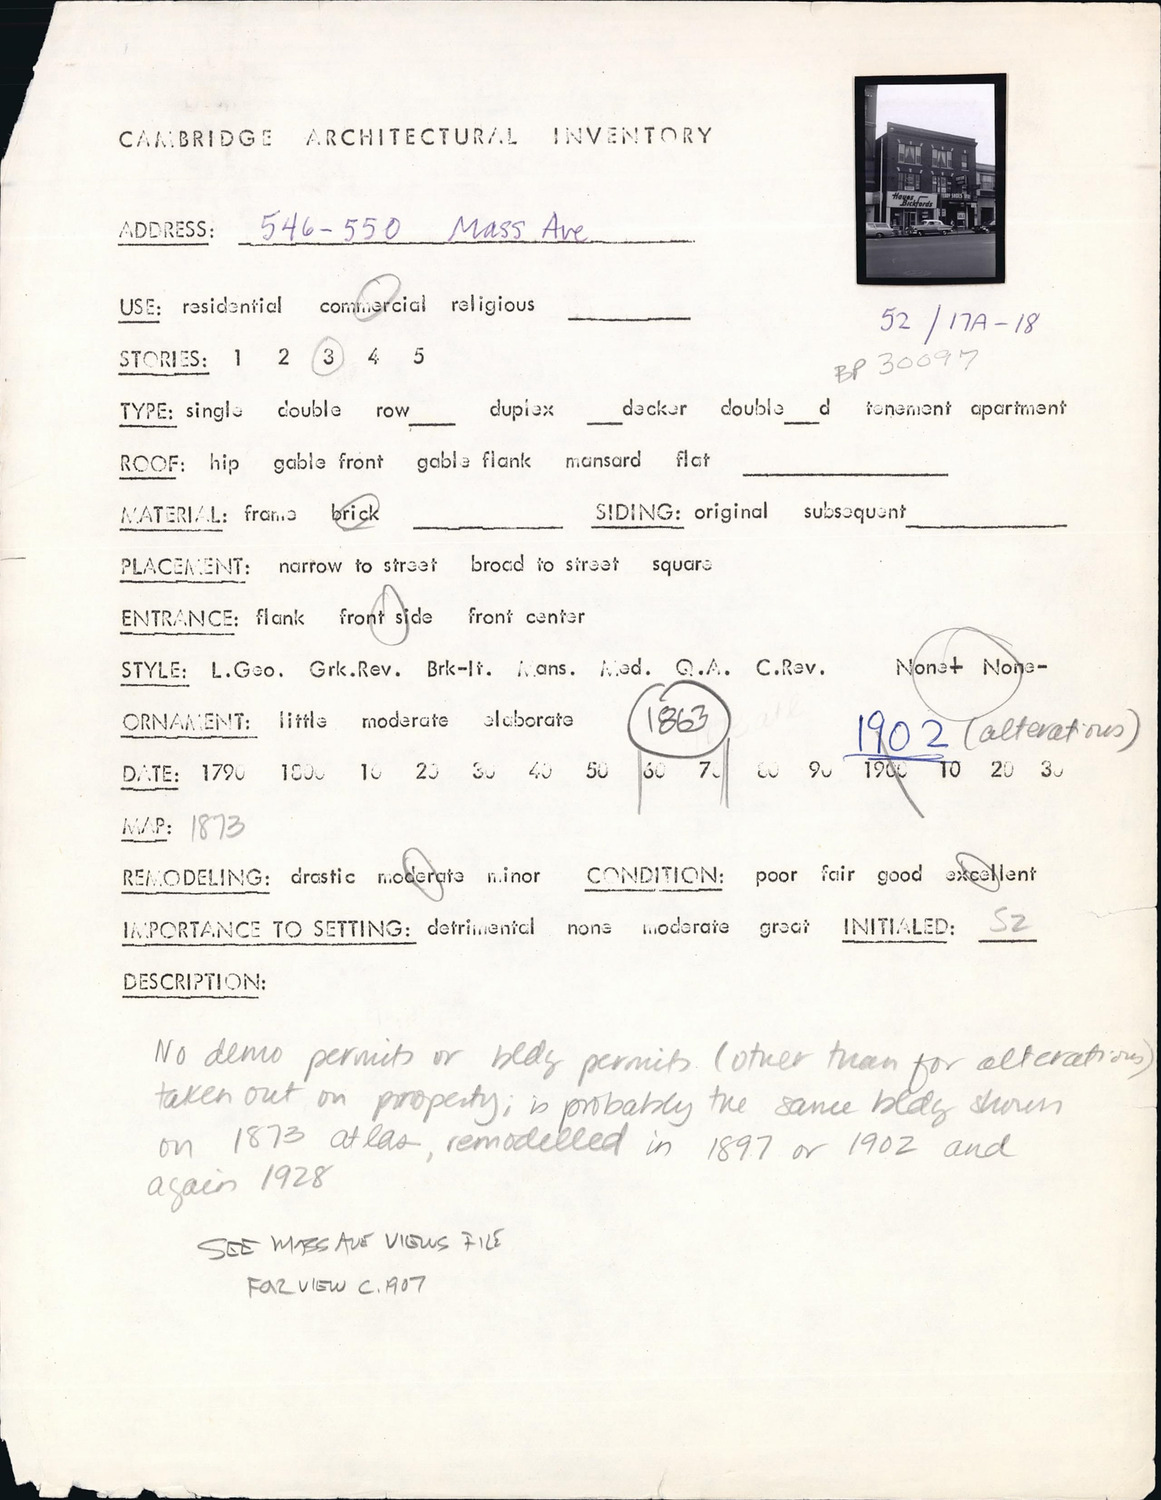 CAMBRIDGE ARCHITECTURAL INVENTORY
Hayes
Bickfords
ADDRESS: 546-550 Mass Ave
USE: residential commercial religious
52 / 17A-18
STORIES: 1 2 3 4 5
BP 30097
TYPE: single double row___ duplex ___decker double___d tenement apartment
ROOF: hip gable front gable flank mansard flat
MATERIAL: frame brick SIDING: original subsequent
PLACEMENT: narrow to street broad to street square
ENTRANCE: flank front side front center
STYLE: L.Geo. Grk.Rev. Brk-It. Mans. Med. Q.A. C.Rev. None+ None-
ORNAMENT: little moderate elaborate 1863 1902 (alterations)
DATE: 1790 1800 10 20 30 40 50 60 70 80 90 1900 10 20 30
MAP: 1873
REMODELING: drastic moderate minor CONDITION: poor fair good excellent
IMPORTANCE TO SETTING: detrimental none moderate great INITIALED: SZ
DESCRIPTION:
No demo permits or bldg permits (other than for alterations)
taken out on property; is probably the same bldg shown
on 1873 atlas, remodelled in 1897 or 1902 and
again 1928
SEE MASS AVE VIEWS FILE
FOR VIEW C.1907